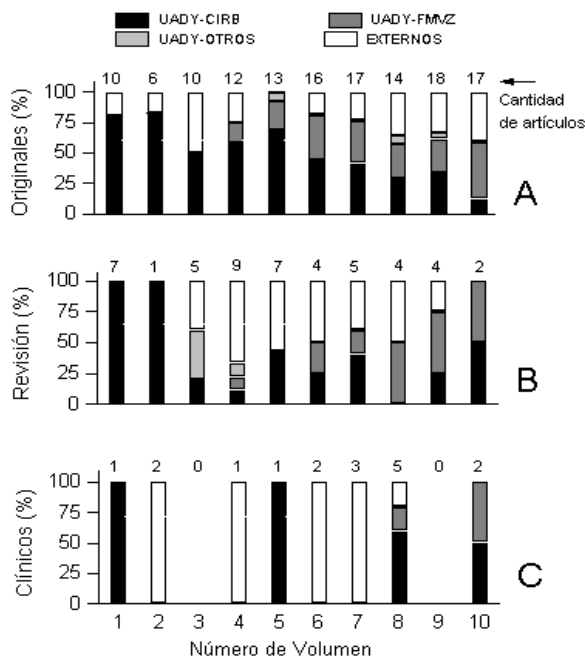 UADY-CIRB UADY-FMVZ
UADY-OTROS EXTERNOS
10 6 10 12 13 16 17 14 18 17
Cantidad
de artículos
Originales (%)
100
75
50
25
0
A
7 1 5 9 7 4 5 4 4 2
Revisión (%)
100
75
50
25
0
B
1 2 0 1 1 2 3 5 0 2
Clínicos (%)
100
75
50
25
0
C
1 2 3 4 5 6 7 8 9 10
Número de Volumen